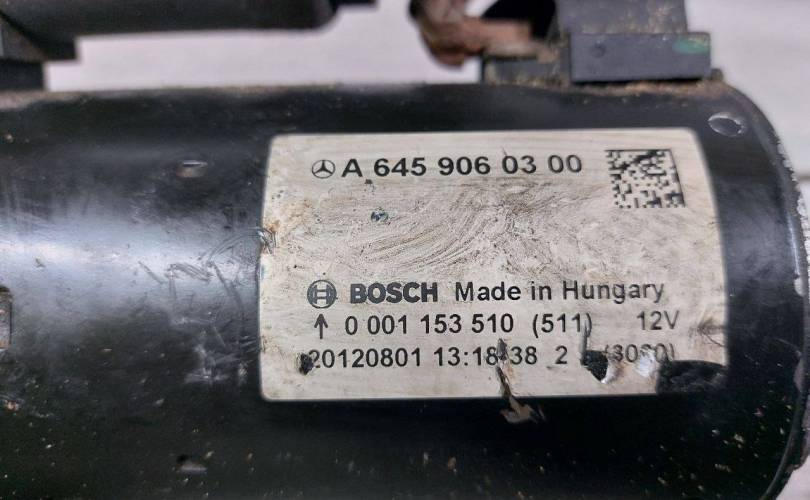 A 645 906 03 00
BOSCH Made in Hungary
↑ 0 001 153 510 (511) 12V
20120801 13:18:38 2